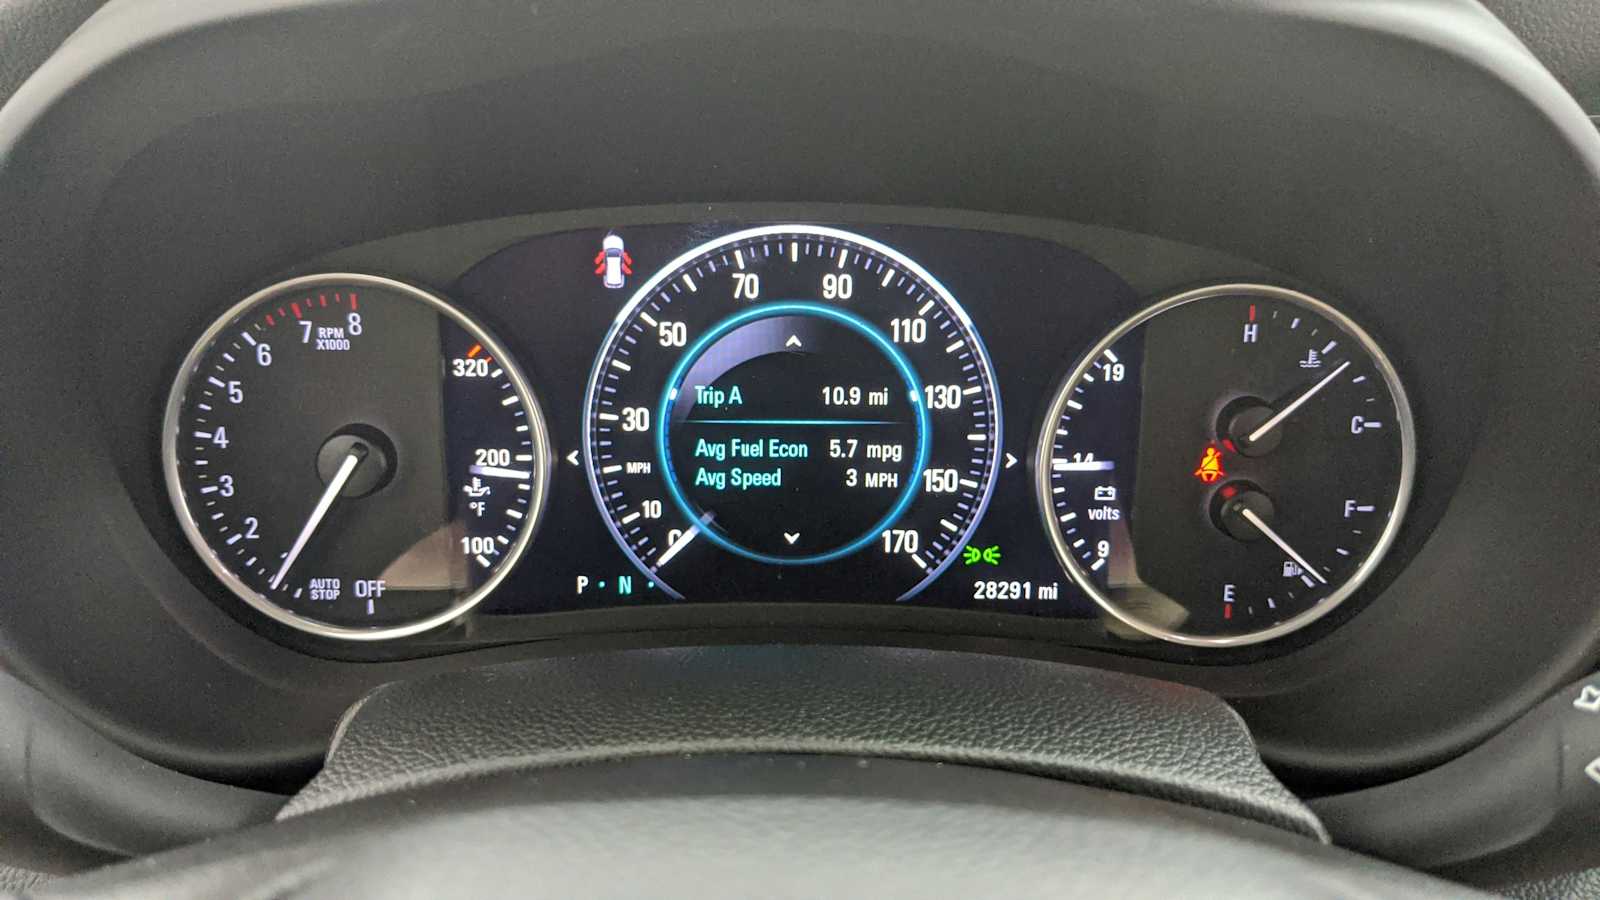 8
7
RPM
X1000
6
5
4
3
2
AUTO
STOP
OFF
320
200
°F
100
70
90
50
110
30
130
MPH
150
10
0
170
Trip A 10.9 mi
Avg Fuel Econ 5.7 mpg
Avg Speed 3 MPH
P · N ·
28291 mi
19
14
volts
9
H
C
F
E